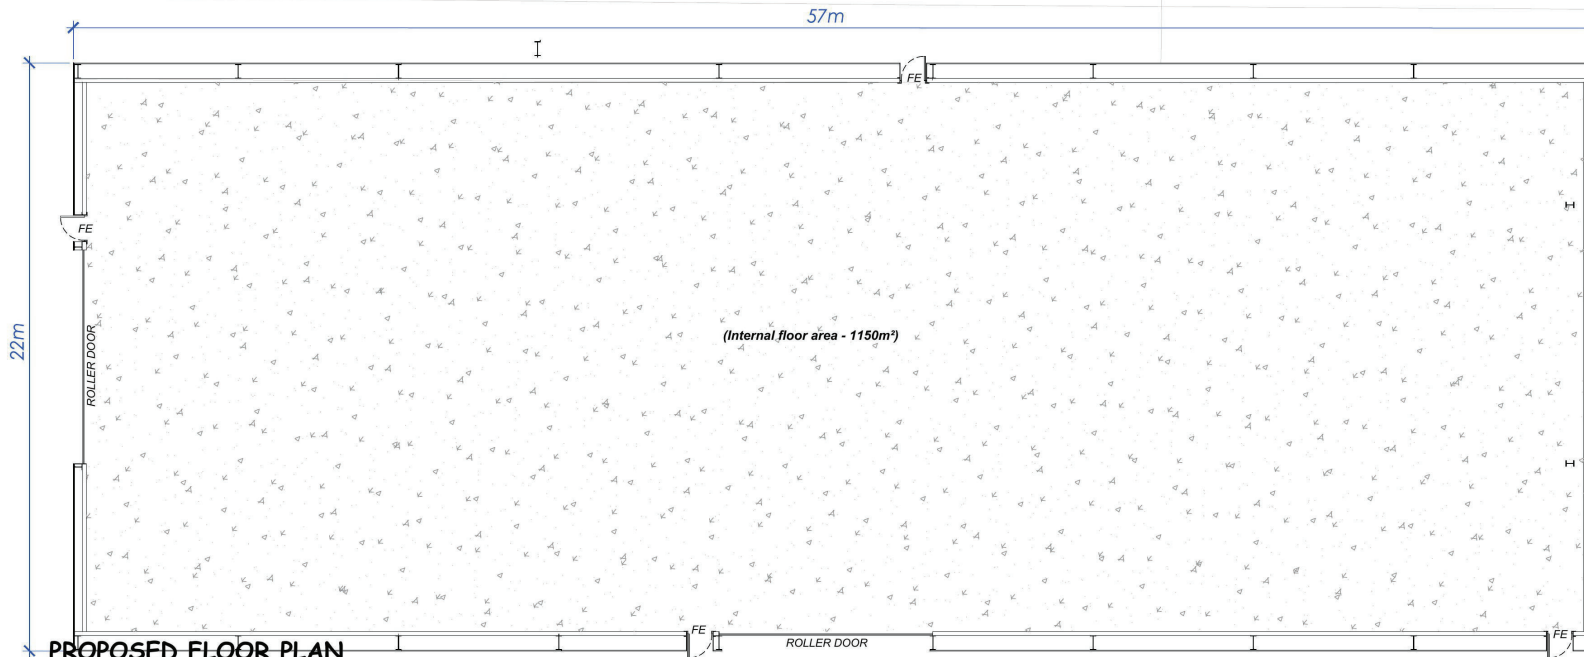 57m
FE
FE
22m
ROLLER DOOR
(Internal floor area - 1150m²)
FE
ROLLER DOOR
FE
PROPOSED FLOOR PLAN